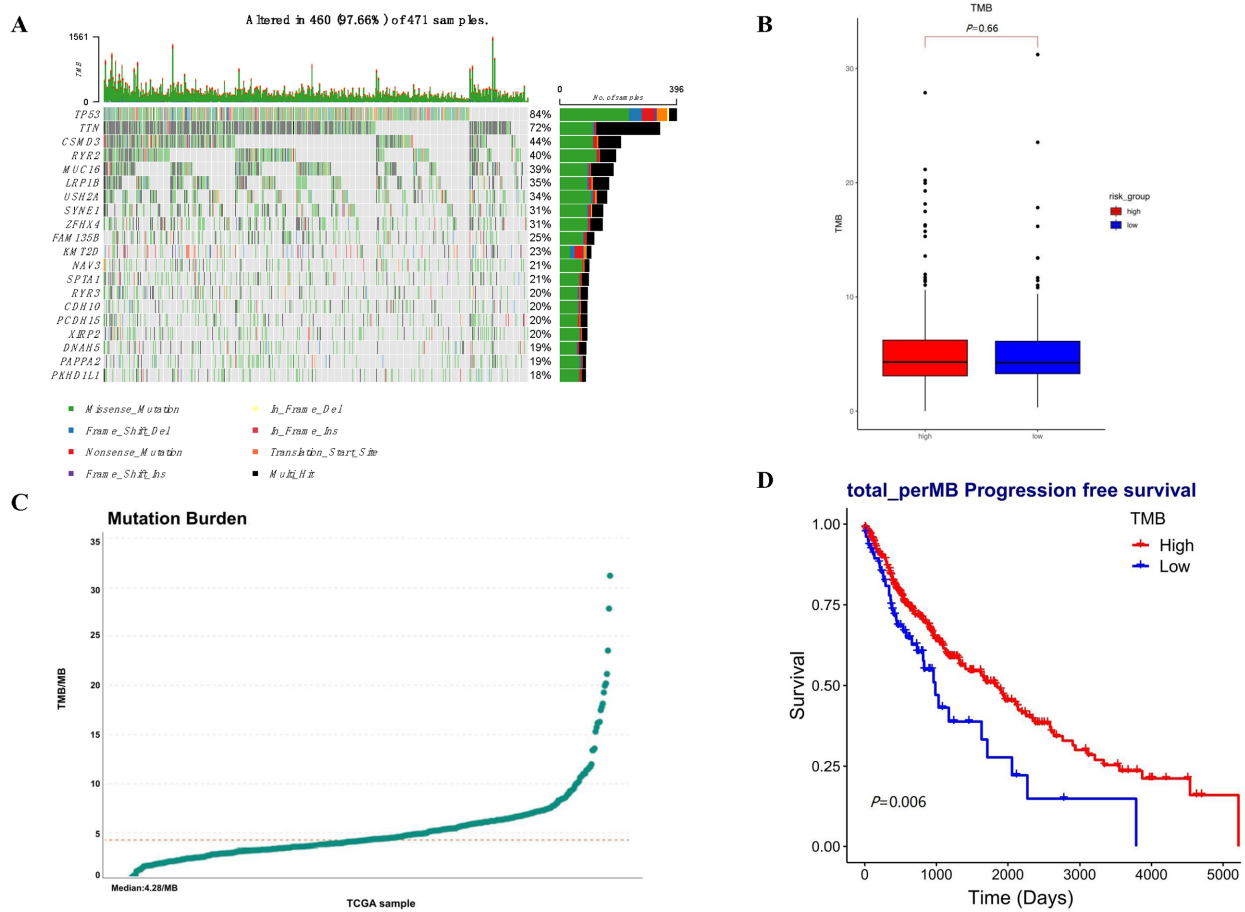 A
Altered in 460 (97.66%) of 471 samples.
1561
TMB
0
0
396
No. of samples
TP53 84%
TTN 72%
CSMD3 44%
RYR2 40%
MUC16 39%
LRP1B 35%
USH2A 34%
SYNE1 31%
ZFHX4 31%
FAM135B 25%
KMT2D 23%
NAV3 21%
SPTA1 21%
RYR3 20%
CDH10 20%
PCDH15 20%
XIRP2 20%
DNAH5 19%
PAPPA2 19%
PKHD1L1 18%
Missense_Mutation
Frame_Shift_Del
Nonsense_Mutation
Frame_Shift_Ins
In_Frame_Del
In_Frame_Ins
Translation_Start_Site
Multi_Hit
B
TMB
P=0.66
30
20
10
0
TMB
high
low
risk_group
high
low
C
Mutation Burden
35
30
25
20
15
10
5
0
TMB/MB
Median:4.28/MB
TCGA sample
D
total_perMB Progression free survival
TMB
High
Low
1.00
0.75
0.50
0.25
0.00
Survival
P=0.006
0 1000 2000 3000 4000 5000
Time (Days)